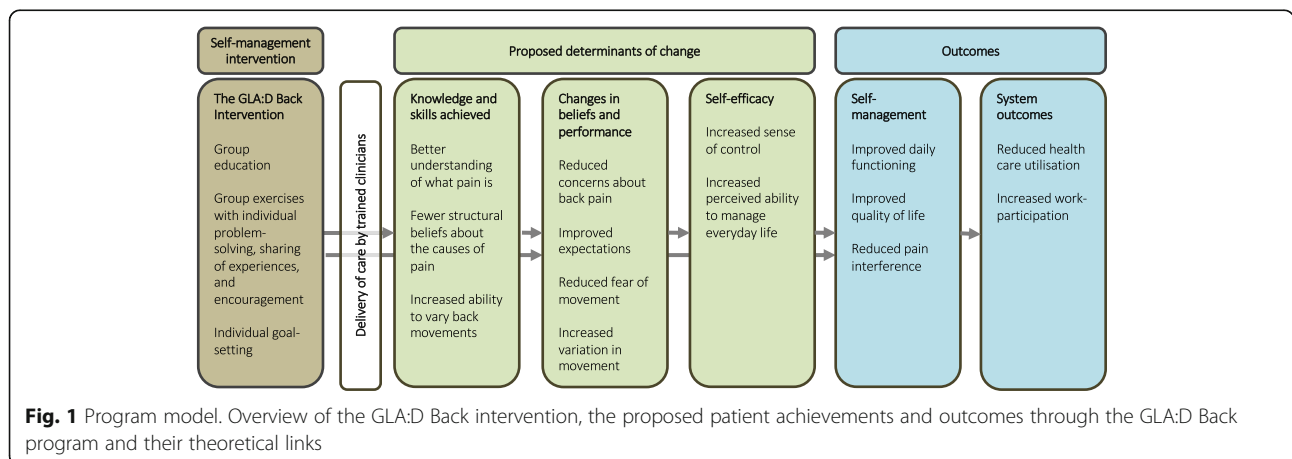 Self-management
intervention
Proposed determinants of change
Outcomes
The GLA:D Back
Intervention
Group
education
Group exercises
with individual
problem-
solving, sharing
of experiences,
and
encouragement
Individual goal-
setting
Delivery of care by trained clinicians
Knowledge and
skills achieved
Better
understanding
of what pain is
Fewer structural
beliefs about
the causes of
pain
Increased ability
to vary back
movements
Changes in
beliefs and
performance
Reduced
concerns about
back pain
Improved
expectations
Reduced fear of
movement
Increased
variation in
movement
Self-efficacy
Increased sense
of control
Increased
perceived ability
to manage
everyday life
Self-
management
Improved daily
functioning
Improved
quality of life
Reduced pain
interference
System
outcomes
Reduced health
care utilisation
Increased work-
participation
Fig. 1 Program model. Overview of the GLA:D Back intervention, the proposed patient achievements and outcomes through the GLA:D Back
program and their theoretical links